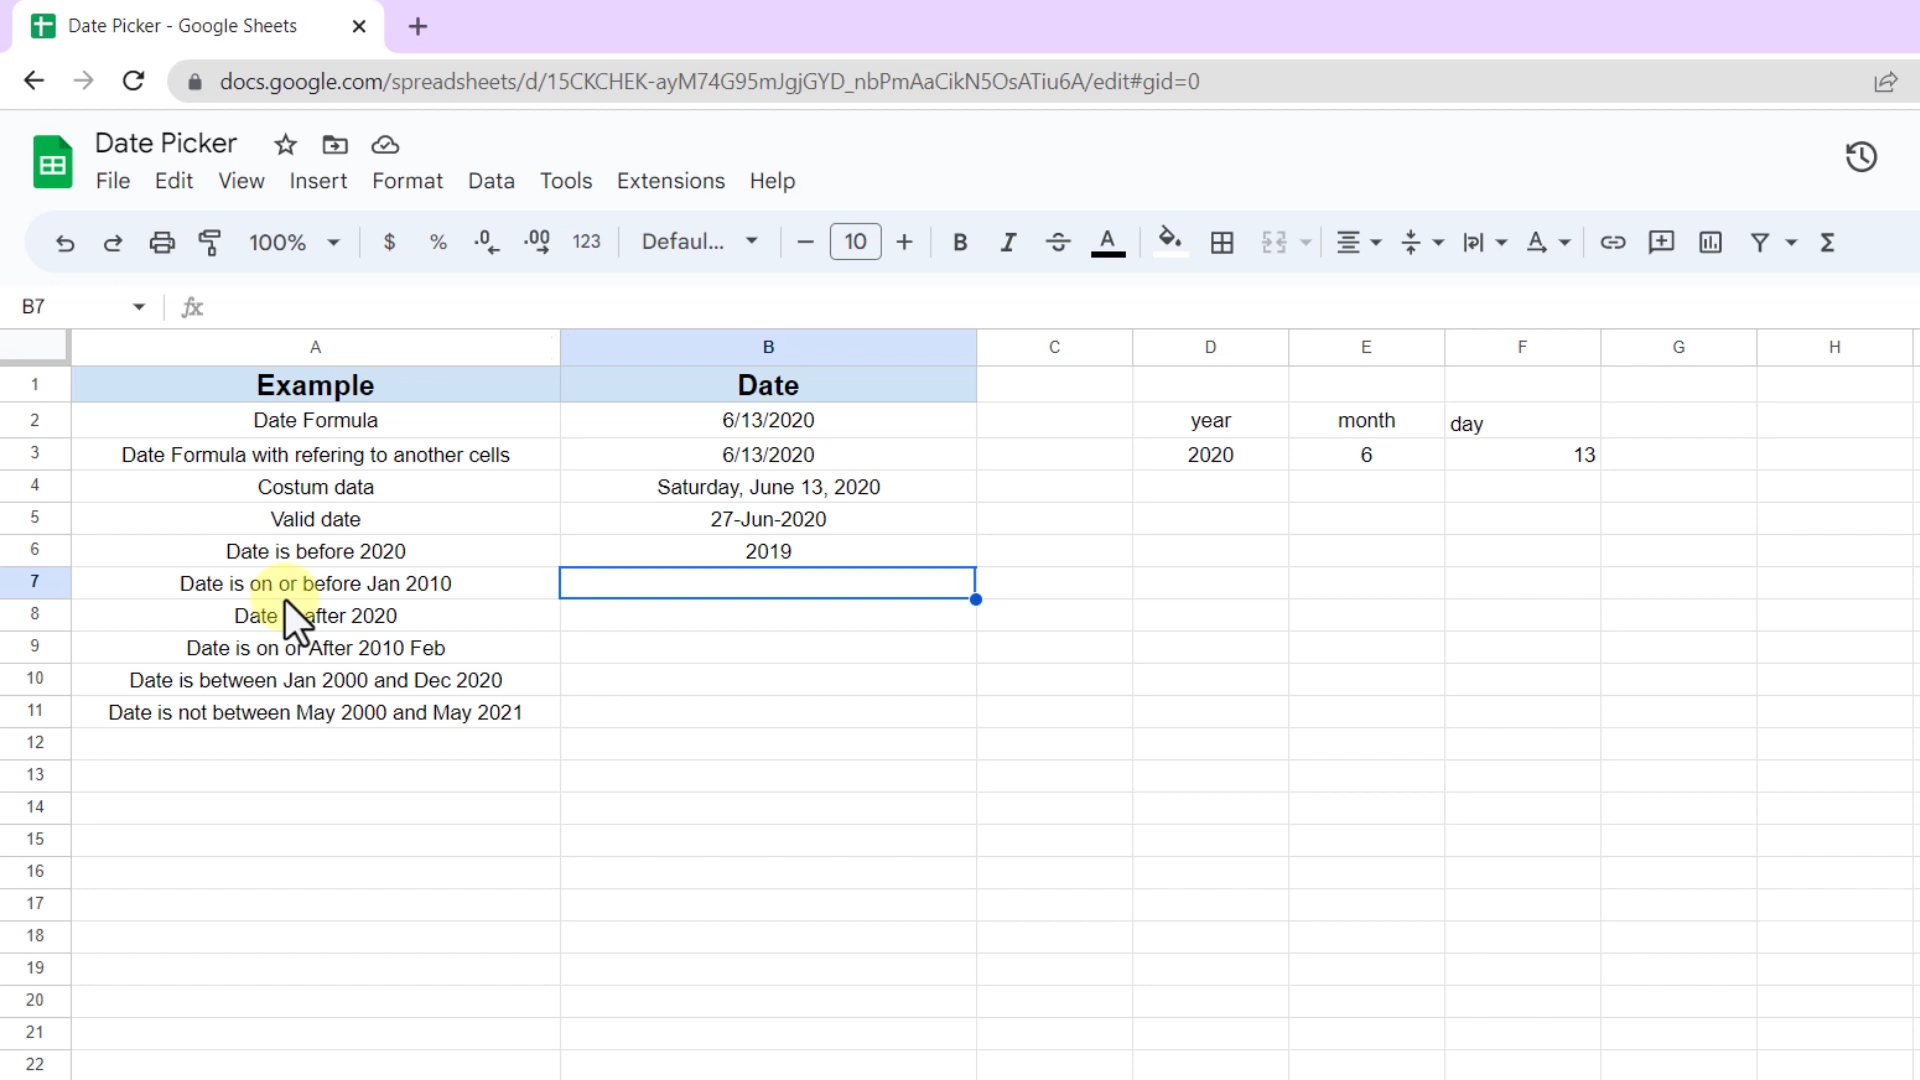 Date Picker - Google Sheets
docs.google.com/spreadsheets/d/15CKCHEK-ayM74G95mJgjGYD_nbPmAaCikN5OsATiu6A/edit#gid=0
Date Picker
File Edit View Insert Format Data Tools Extensions Help
100% $ % .0 .00 123 Defaul... 10 B I S A
B7 fx
A B C D E F G H
1 Example Date
2 Date Formula 6/13/2020 year month day
3 Date Formula with refering to another cells 6/13/2020 2020 6 13
4 Costum data Saturday, June 13, 2020
5 Valid date 27-Jun-2020
6 Date is before 2020 2019
7 Date is on or before Jan 2010
8 Date after 2020
9 Date is on or After 2010 Feb
10 Date is between Jan 2000 and Dec 2020
11 Date is not between May 2000 and May 2021
12
13
14
15
16
17
18
19
20
21
22